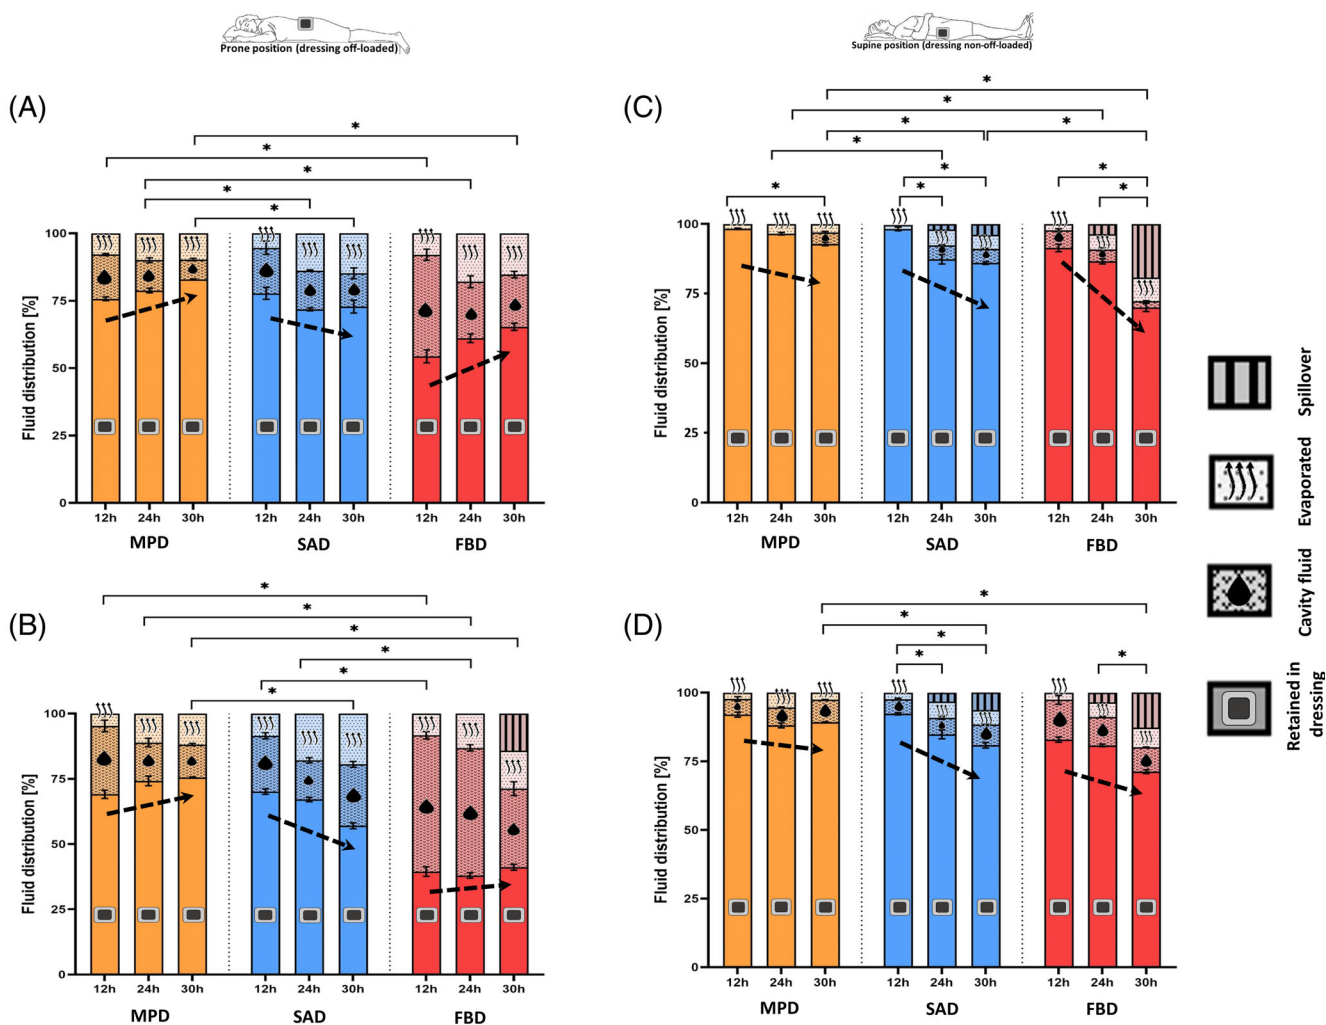 Prone position (dressing off-loaded)
Supine position (dressing non-off-loaded)
(A)
* 
*
*
*
*
Fluid distribution [%]
100
75
50
25
0
12h 24h 30h 12h 24h 30h 12h 24h 30h
MPD SAD FBD
(C)
*
*
* *
*
* * *
* *
Fluid distribution [%]
100
75
50
25
0
12h 24h 30h 12h 24h 30h 12h 24h 30h
MPD SAD FBD
(B)
*
*
*
*
*
*
Fluid distribution [%]
100
75
50
25
0
12h 24h 30h 12h 24h 30h 12h 24h 30h
MPD SAD FBD
(D)
*
*
*
* *
Fluid distribution [%]
100
75
50
25
0
12h 24h 30h 12h 24h 30h 12h 24h 30h
MPD SAD FBD
Spillover
Evaporated
Cavity fluid
Retained in
dressing